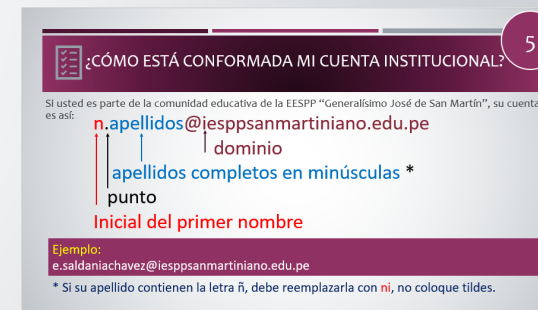 5
¿CÓMO ESTÁ CONFORMADA MI CUENTA INSTITUCIONAL?
Si usted es parte de la comunidad educativa de la EESPP “Generalísimo José de San Martín”, su cuenta
es así:
n.apellidos@iesppsanmartiniano.edu.pe
dominio
apellidos completos en minúsculas *
punto
Inicial del primer nombre
Ejemplo:
e.saldaniachavez@iesppsanmartiniano.edu.pe
* Si su apellido contienen la letra ñ, debe reemplazarla con ni, no coloque tildes.